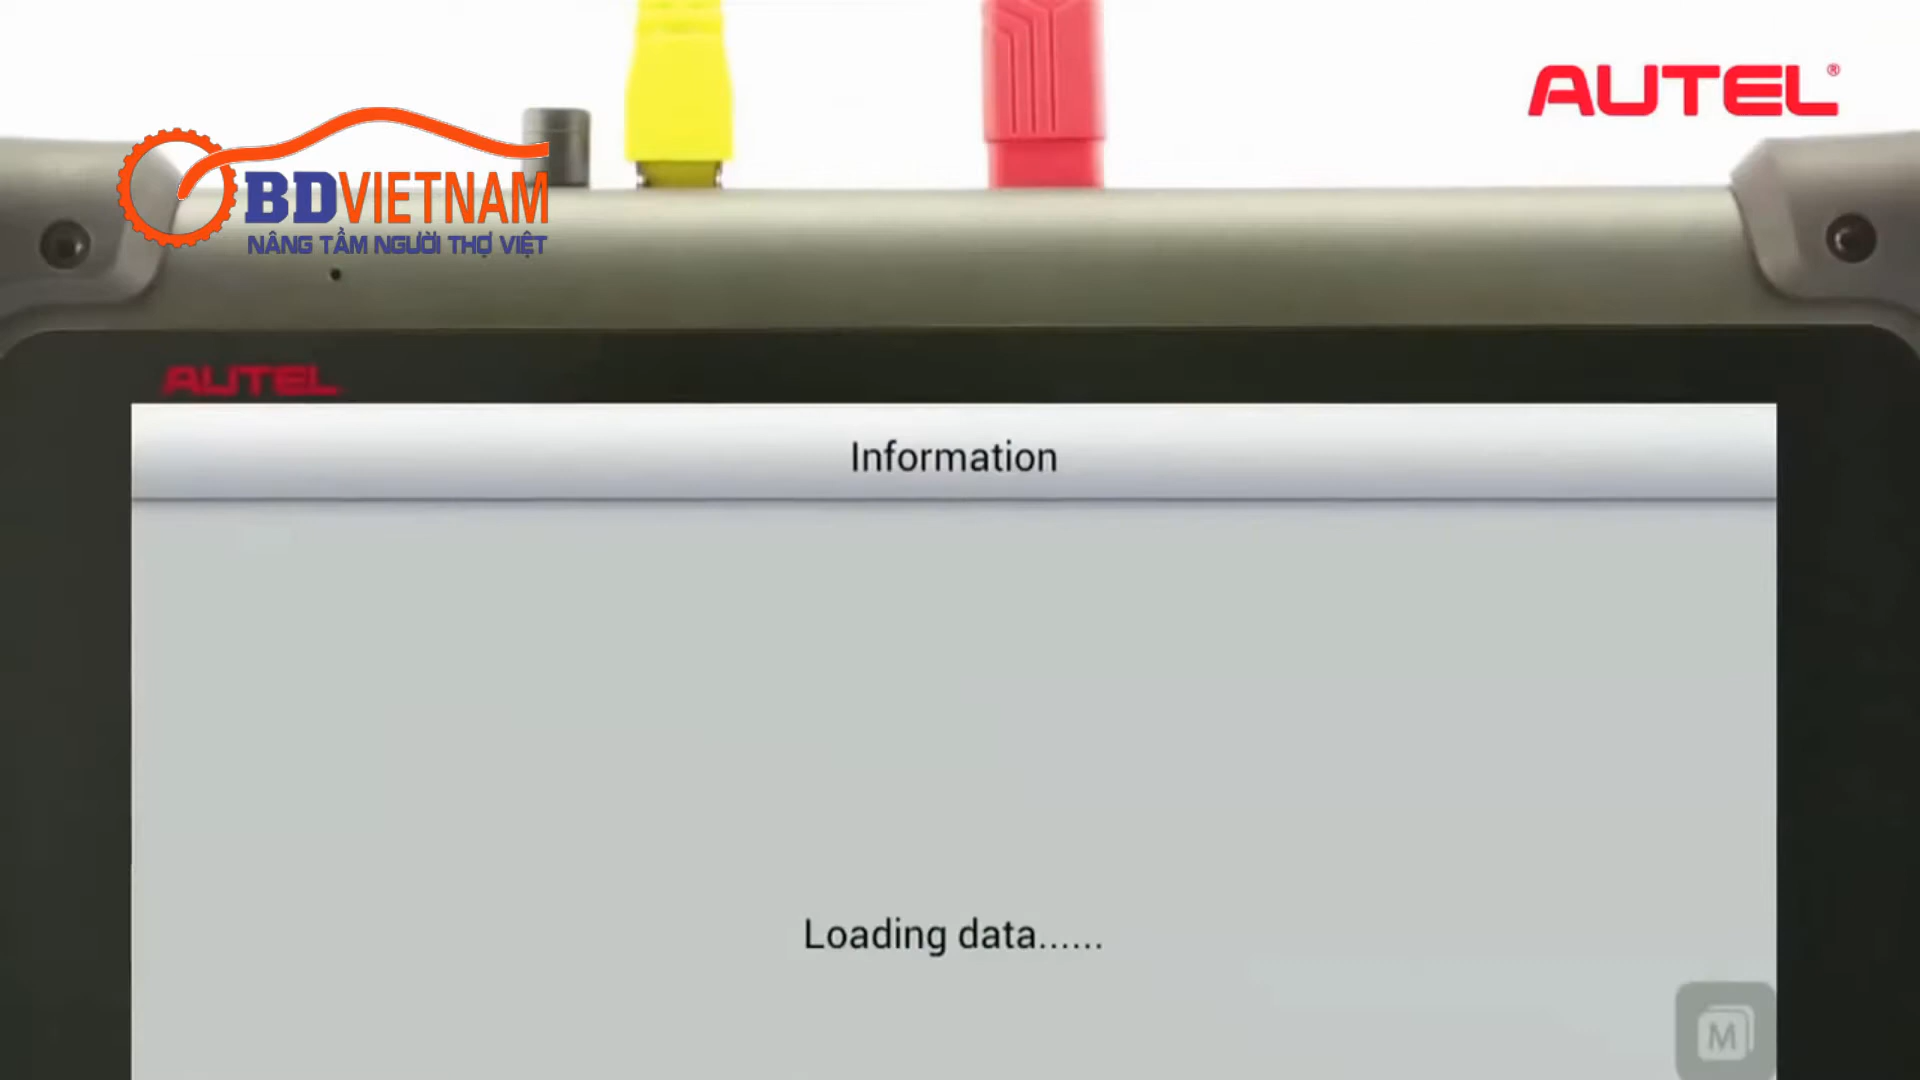 AUTEL®
BDVIETNAM
NÂNG TẦM NGƯỜI THỢ VIỆT
AUTEL
Information
Loading data......
M